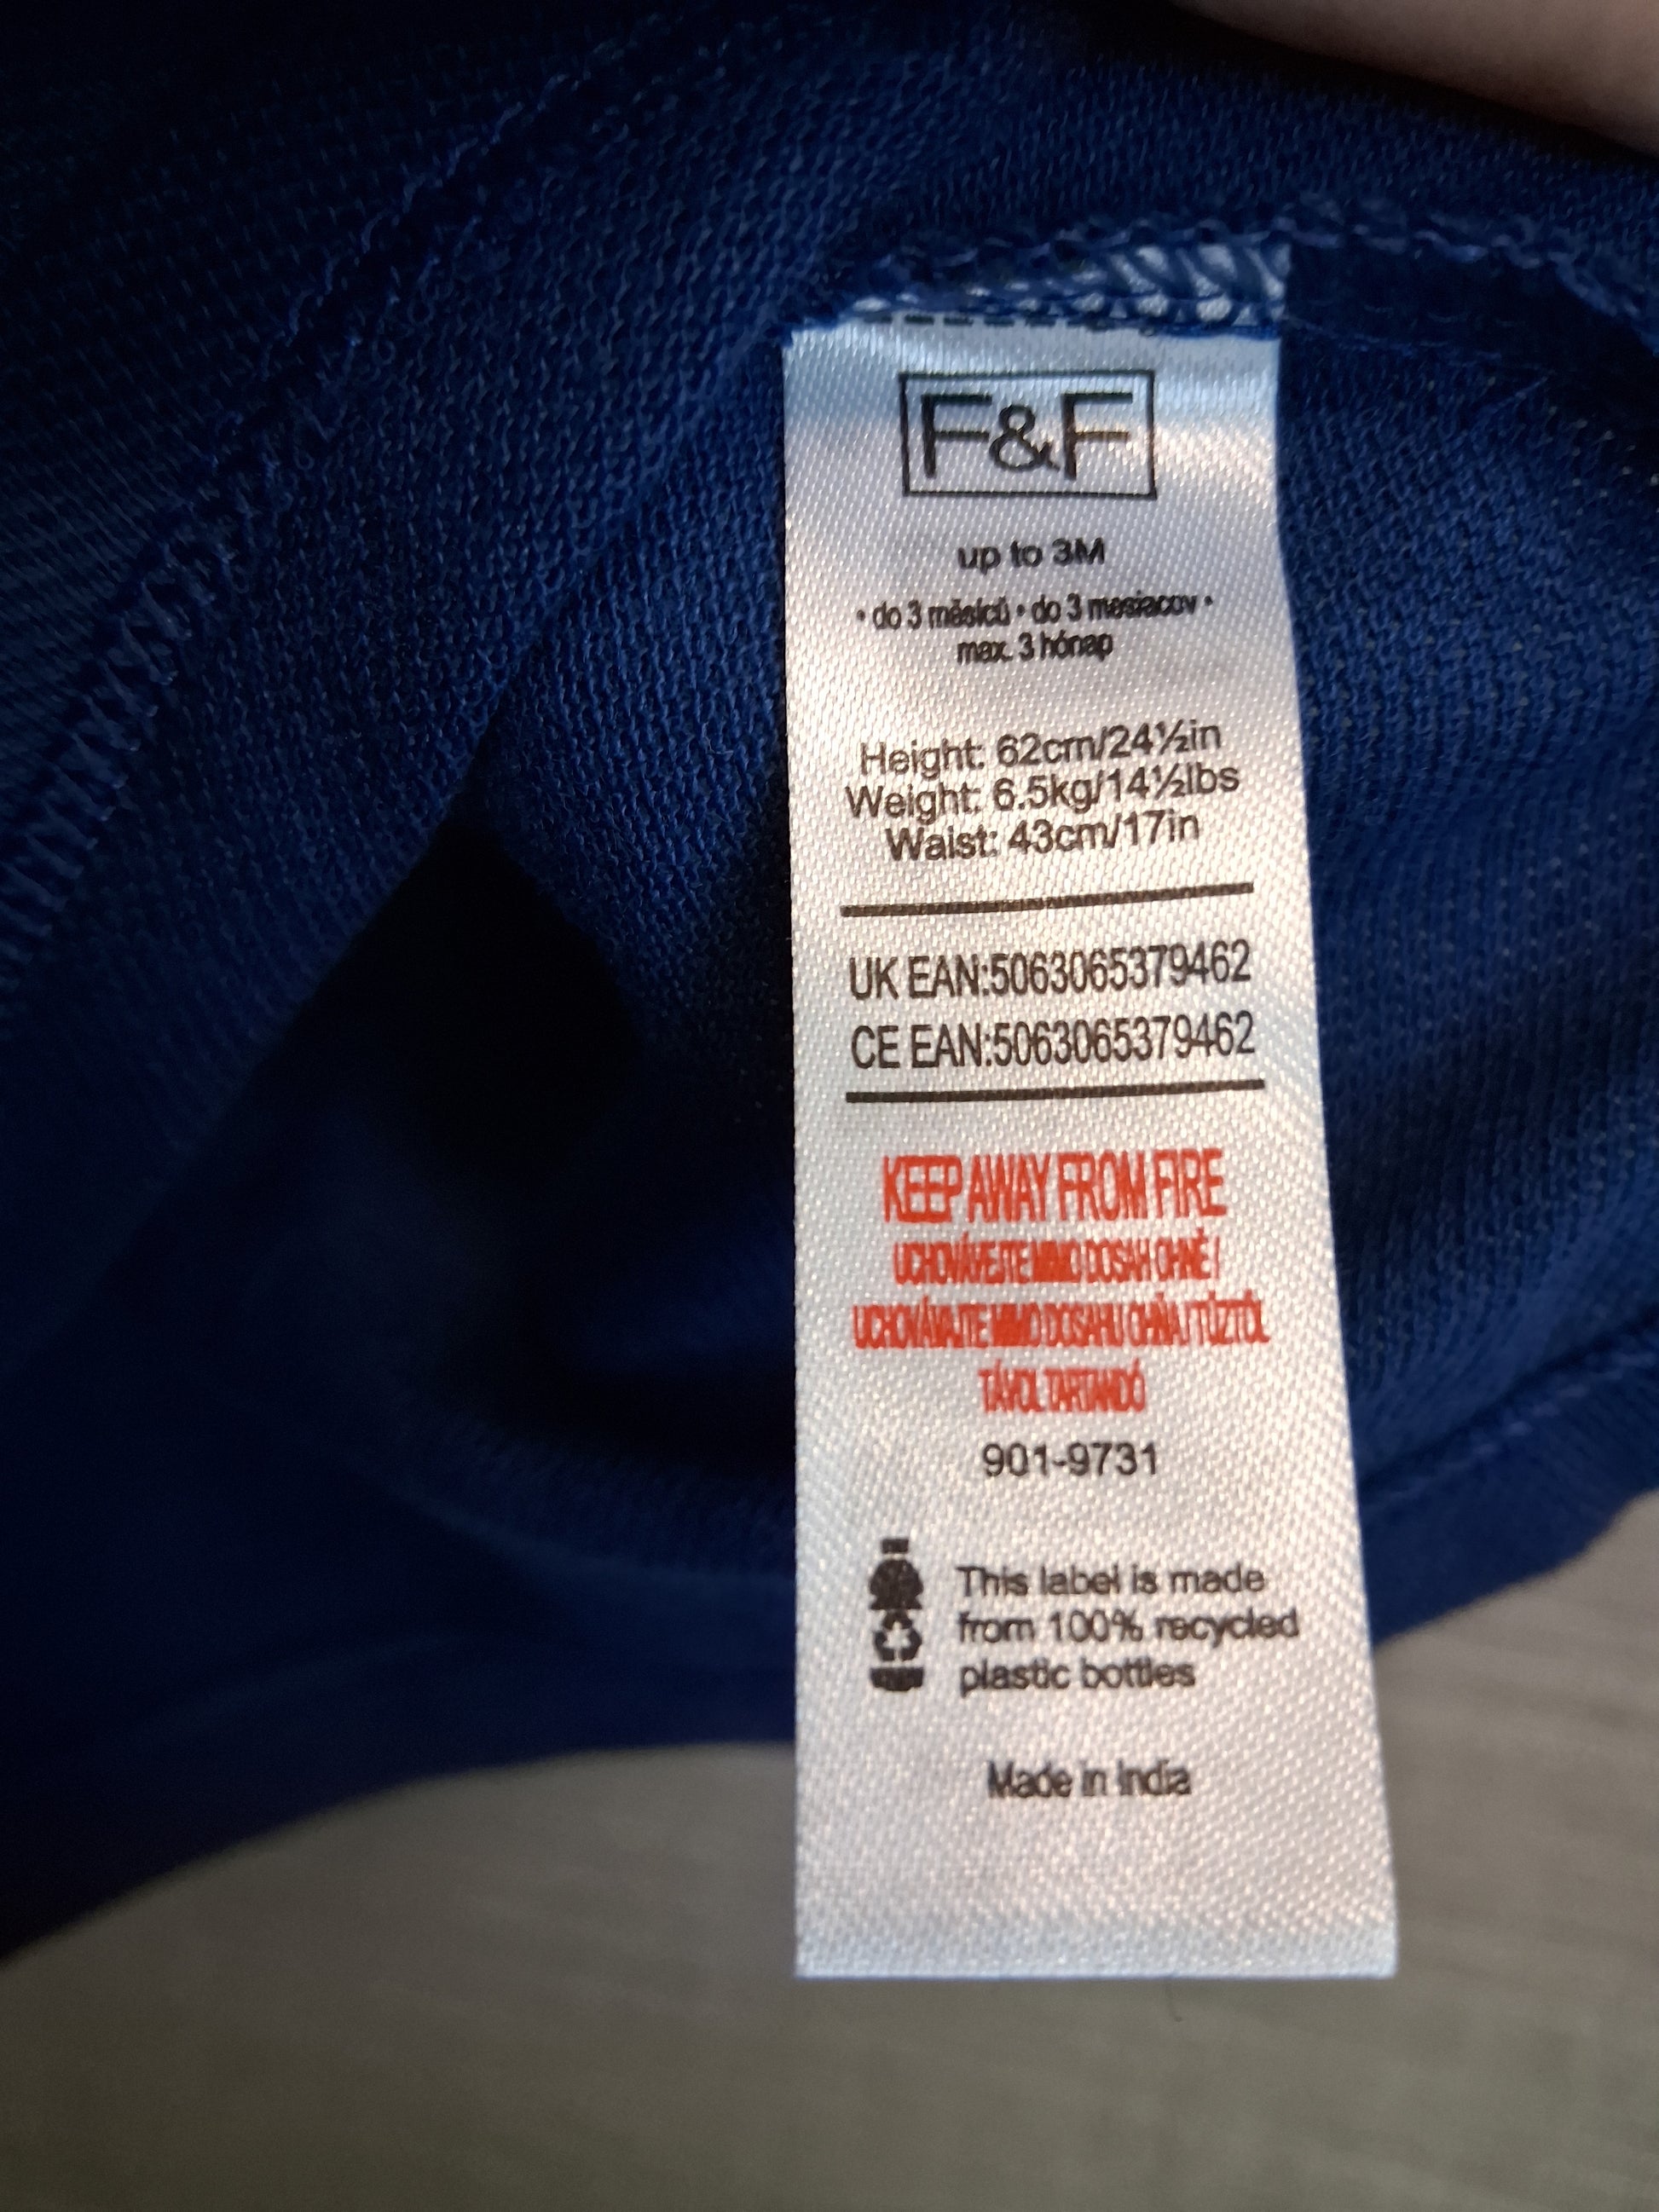 F&F
up to 3M
• do 3 měsíců • do 3 mesiacov •
max. 3 hónap
Height: 62cm/24½in
Weight: 6.5kg/14½lbs
Waist: 43cm/17in
UK EAN:5063065379462
CE EAN:5063065379462
KEEP AWAY FROM FIRE
UCHOVÁVEJTE MIMO DOSAH OHNĚ /
UCHOVÁVAJTE MIMO DOSAHU OHŇA / TŰZTŐL
TÁVOL TARTANDÓ
901-9731
This label is made
from 100% recycled
plastic bottles
Made in India